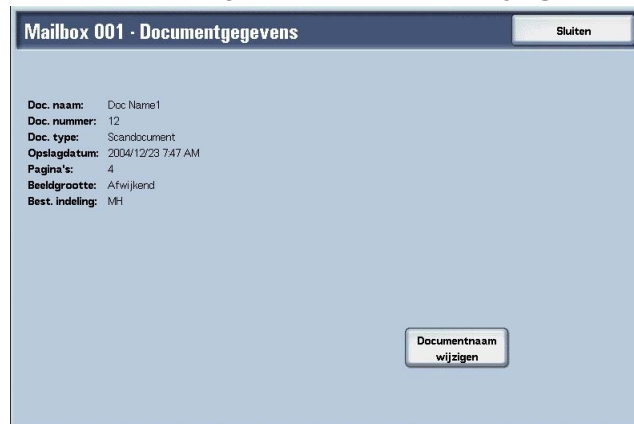 Mailbox 001 - Documentgegevens
Sluiten
Doc. naam: Doc Name1
Doc. nummer: 12
Doc. type: Scandocument
Opslagdatum: 2004/12/23 7:47 AM
Pagina's: 4
Beeldgrootte: Afwijkend
Best. indeling: MH
Documentnaam
wijzigen